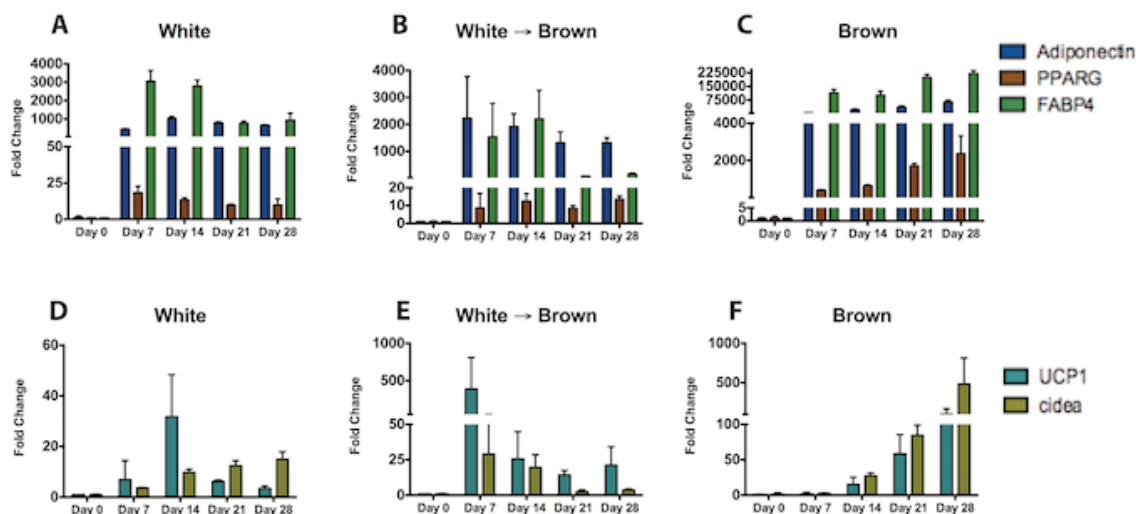 A
White
Fold Change
4000
3000
2000
1000
50
25
0
Day 0 Day 7 Day 14 Day 21 Day 28
B
White → Brown
Fold Change
4000
3000
2000
1000
20
10
0
Day 0 Day 7 Day 14 Day 21 Day 28
C
Brown
Fold Change
225000
150000
75000
4000
2000
5
0
Day 0 Day 7 Day 14 Day 21 Day 28
Adiponectin
PPARG
FABP4
D
White
Fold Change
60
40
20
0
Day 0 Day 7 Day 14 Day 21 Day 28
E
White → Brown
Fold Change
1000
500
50
25
0
Day 0 Day 7 Day 14 Day 21 Day 28
F
Brown
Fold Change
1000
500
100
50
0
Day 0 Day 7 Day 14 Day 21 Day 28
UCP1
cidea